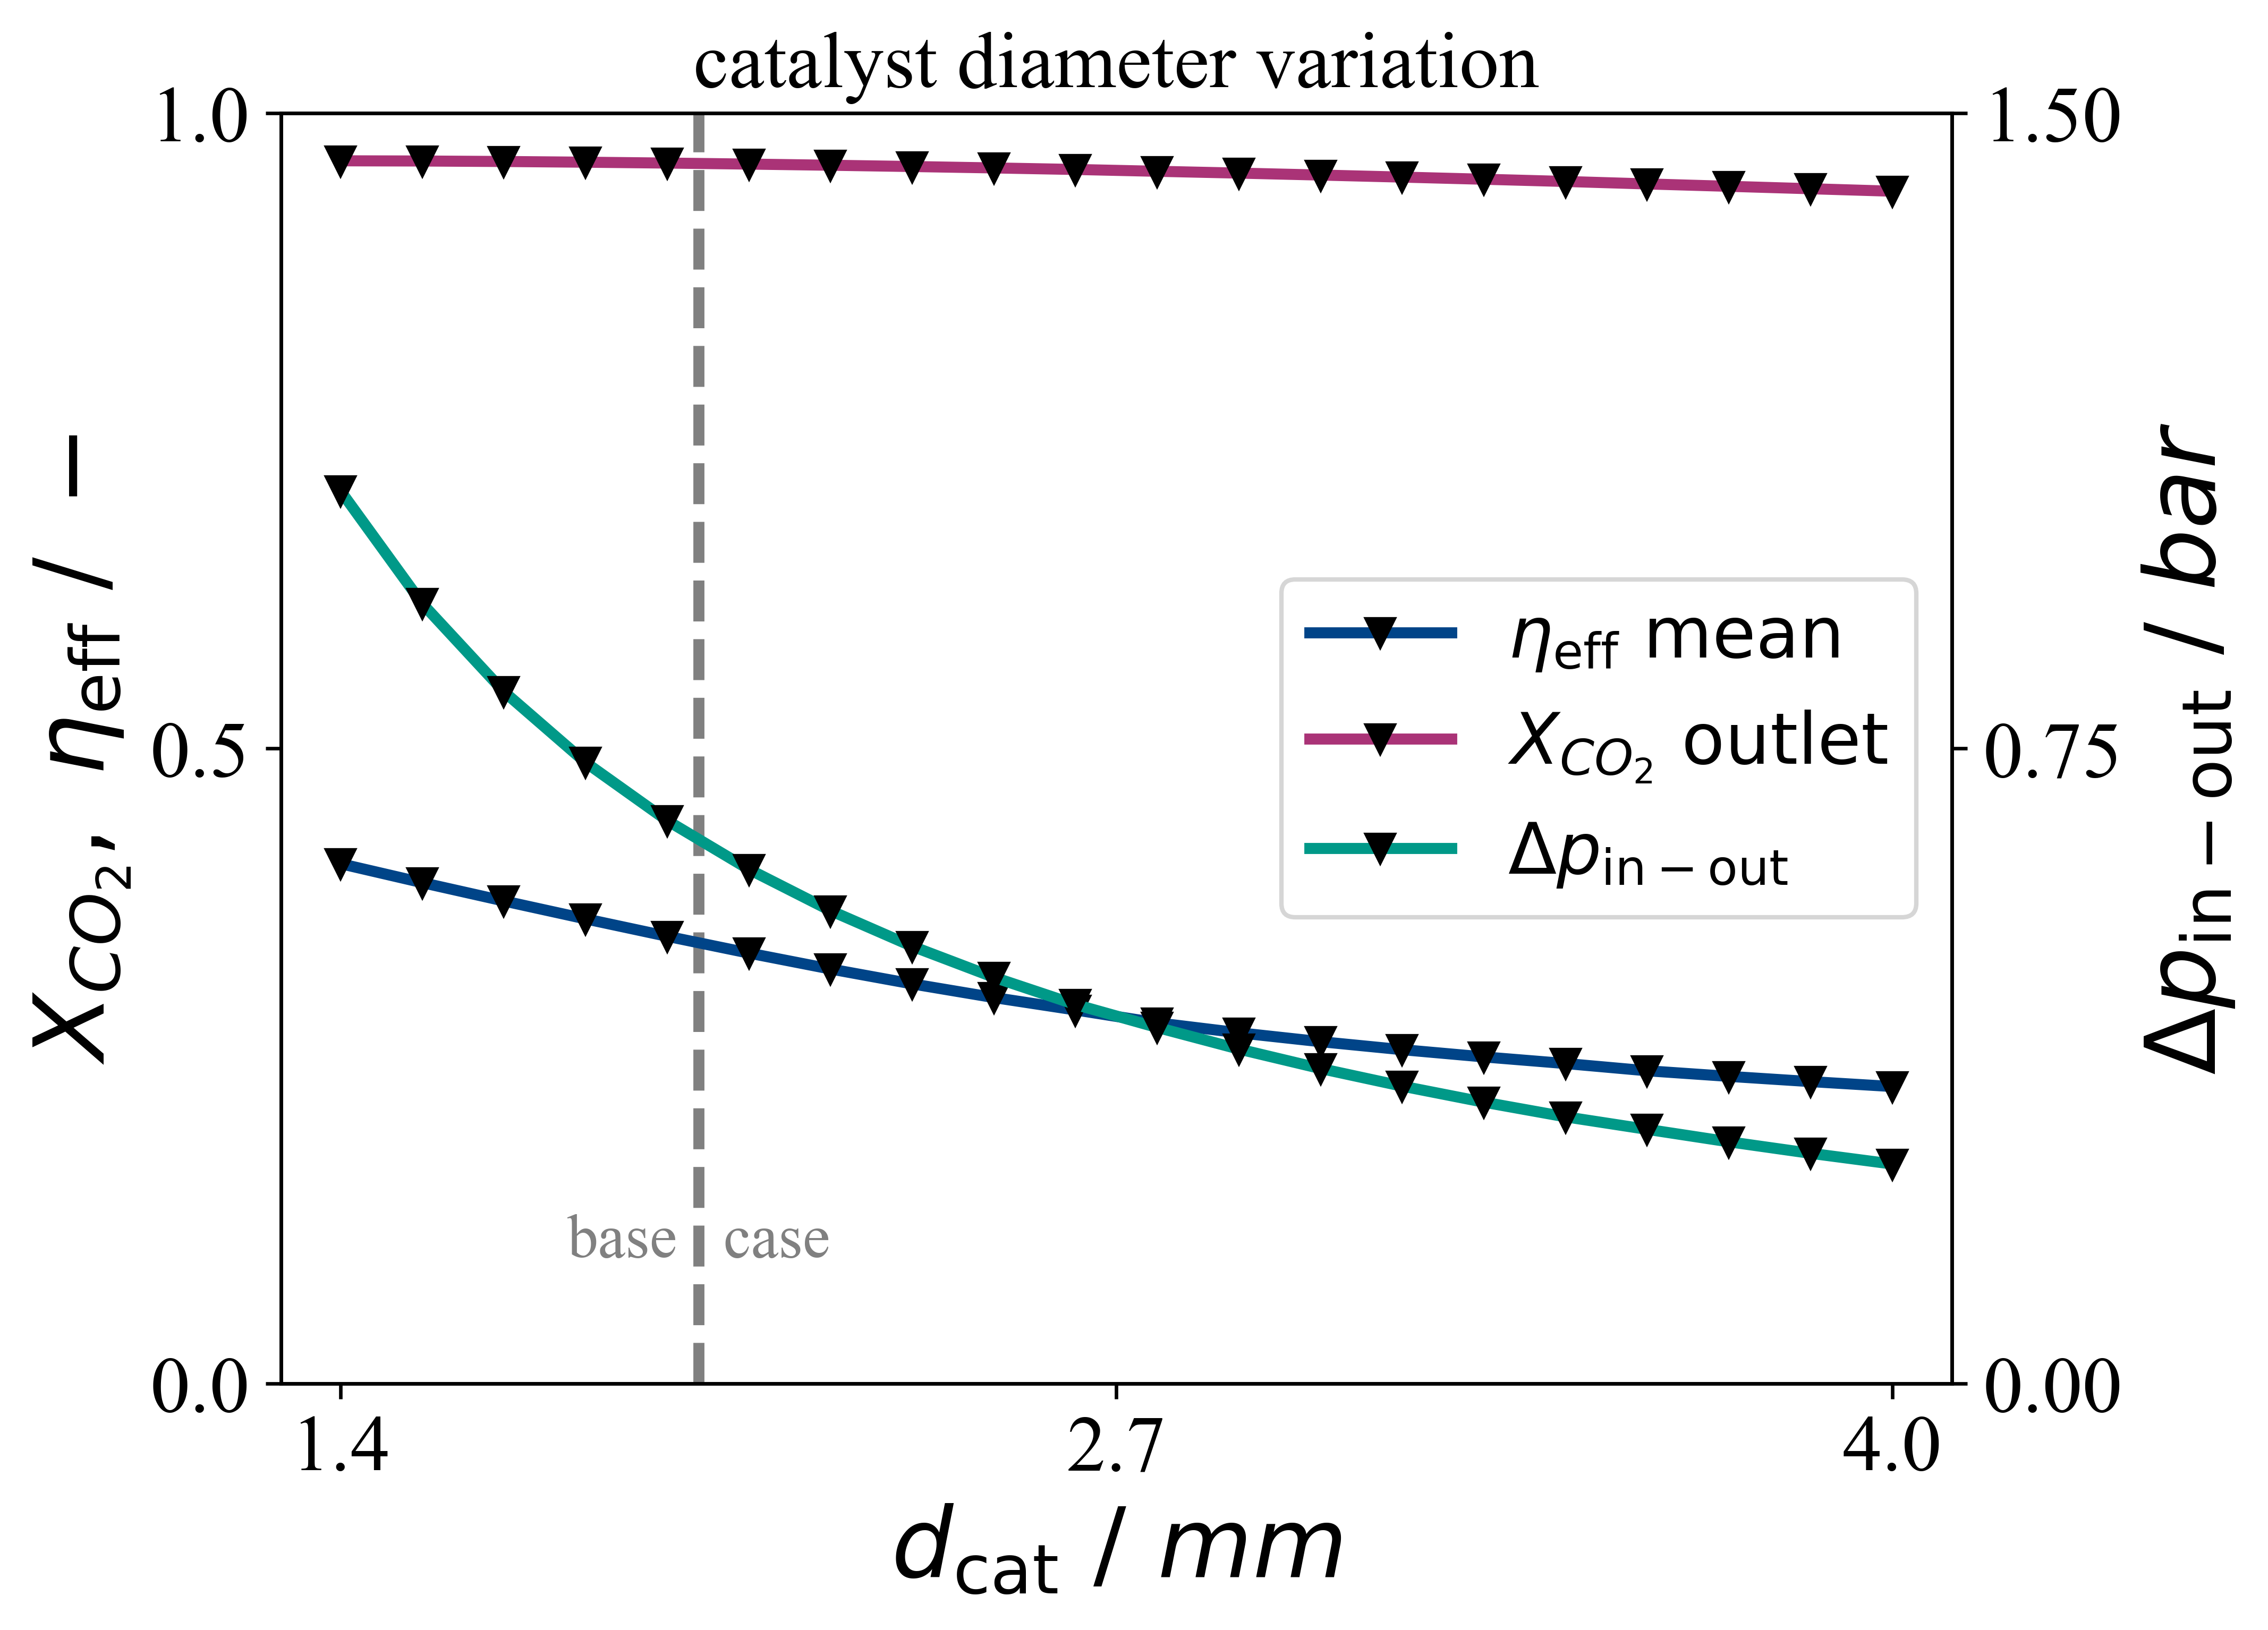 catalyst diameter variation
1.0
0.5
0.0
X_CO₂, η_eff / −
1.50
0.75
0.00
Δp_in−out / bar
η_eff mean
X_CO₂ outlet
Δp_in−out
base case
1.4 2.7 4.0
d_cat / mm